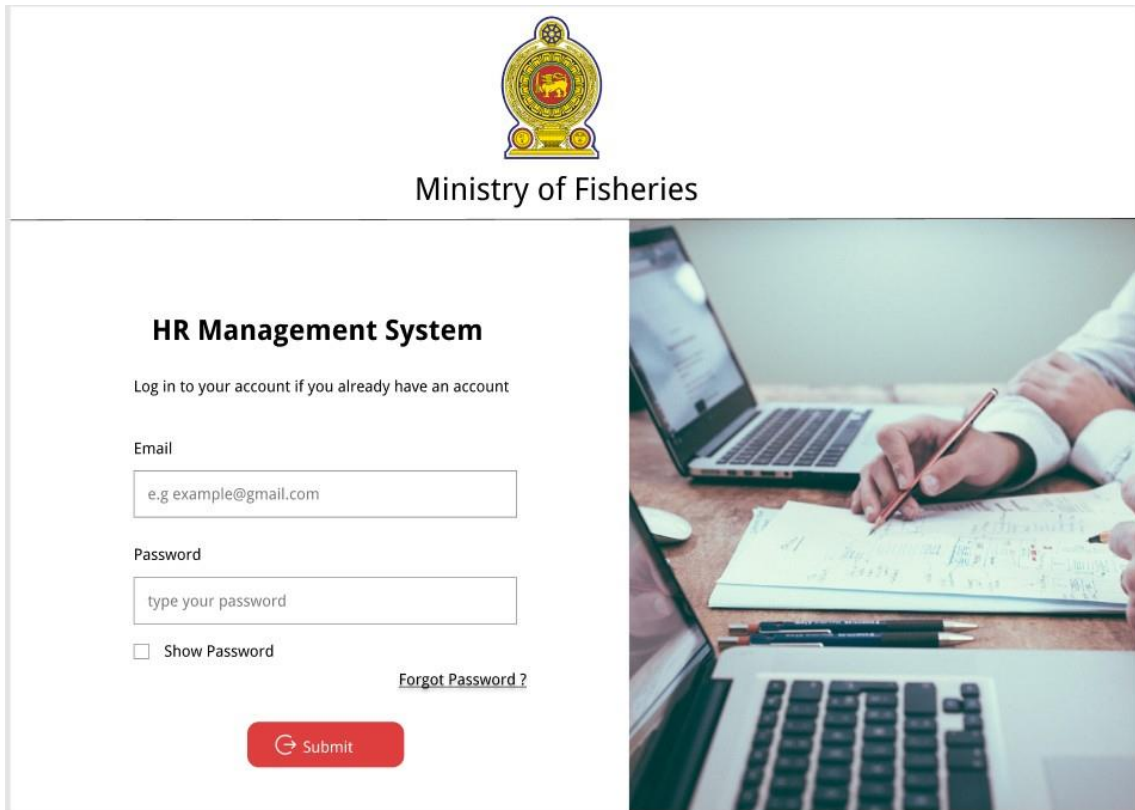 Ministry of Fisheries
HR Management System
Log in to your account if you already have an account
Email
e.g example@gmail.com
Password
type your password
Show Password
Forgot Password ?
Submit